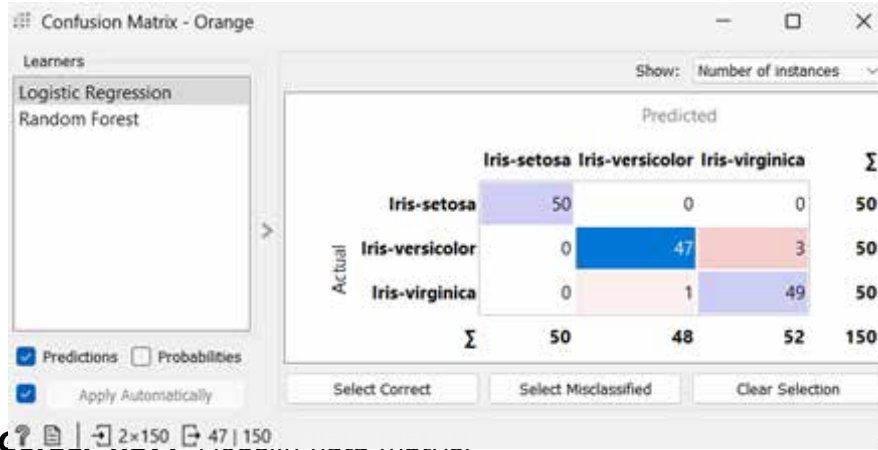 Confusion Matrix - Orange
Learners
Logistic Regression
Random Forest
Predictions Probabilities
Apply Automatically
Show: Number of instances
Predicted
Iris-setosa Iris-versicolor Iris-virginica Σ
Actual
Iris-setosa 50 0 0 50
Iris-versicolor 0 47 3 50
Iris-virginica 0 1 49 50
Σ 50 48 52 150
Select Correct Select Misclassified Clear Selection
? 2×150 47 | 150